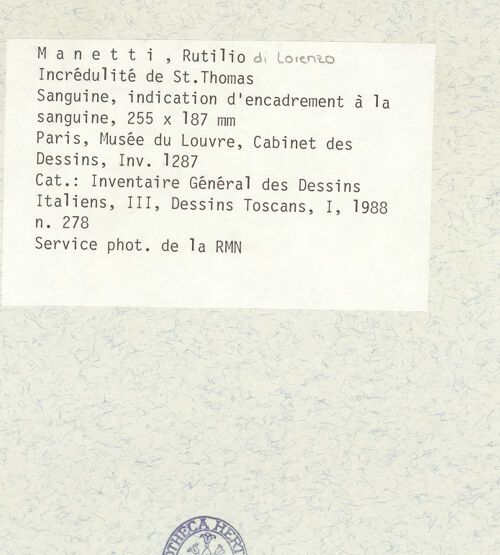 Manetti, Rutilio di Lorenzo
Incrédulité de St.Thomas
Sanguine, indication d'encadrement à la
sanguine, 255 x 187 mm
Paris, Musée du Louvre, Cabinet des
Dessins, Inv. 1287
Cat.: Inventaire Général des Dessins
Italiens, III, Dessins Toscans, I, 1988
n. 278
Service phot. de la RMN